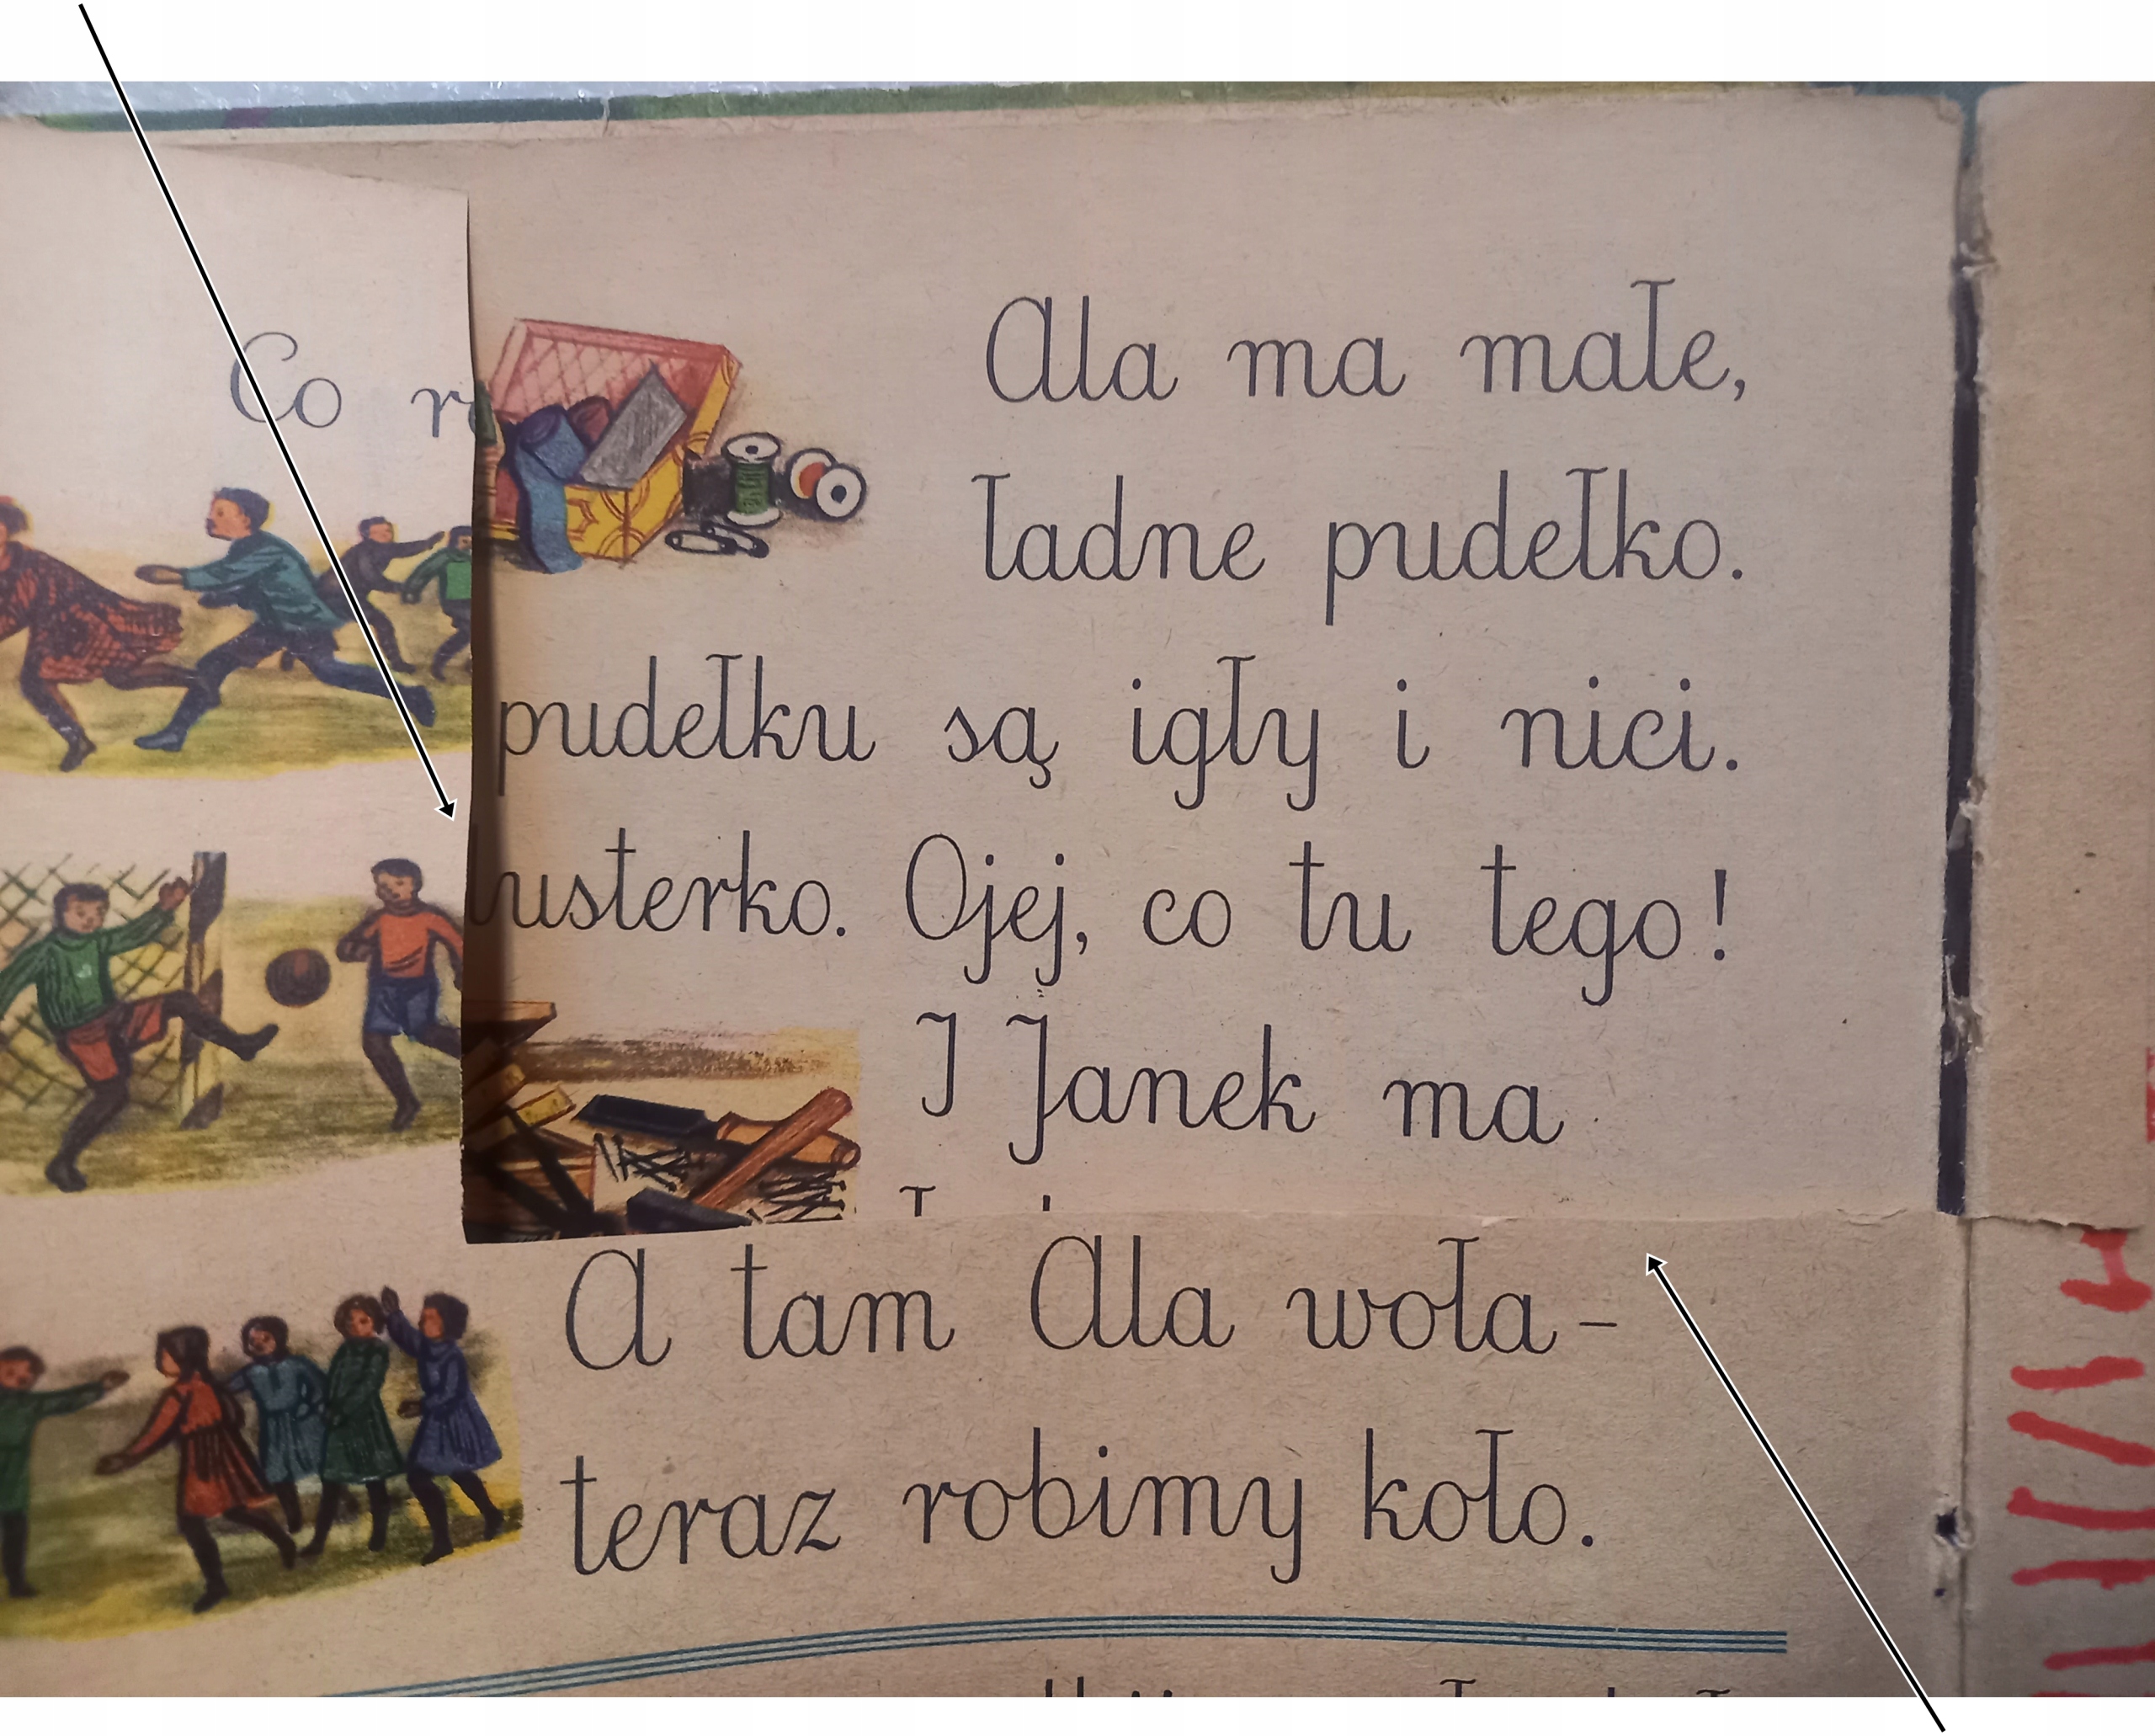 Co
Ala ma małe,
ładne pudełko.
pudełku są igły i nici.
lusterko. Ojej, co tu tego!
I Janek ma
A tam Ala woła-
teraz robimy koło.